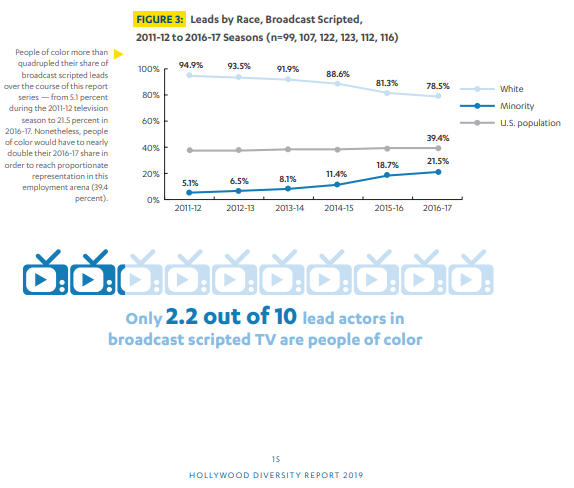 FIGURE 3: Leads by Race, Broadcast Scripted,
2011-12 to 2016-17 Seasons (n=99, 107, 122, 123, 112, 116)
People of color more than
quadrupled their share of
broadcast scripted leads
over the course of this report
series — from 5.1 percent
during the 2011-12 television
season to 21.5 percent in
2016-17. Nonetheless, people
of color would have to nearly
double their 2016-17 share in
order to reach proportionate
representation in this
employment arena (39.4
percent).
100%
80%
60%
40%
20%
0%
94.9%
93.5%
91.9%
88.6%
81.3%
78.5%
39.4%
5.1%
6.5%
8.1%
11.4%
18.7%
21.5%
2011-12
2012-13
2013-14
2014-15
2015-16
2016-17
White
Minority
U.S. population
Only 2.2 out of 10 lead actors in
broadcast scripted TV are people of color
15
HOLLYWOOD DIVERSITY REPORT 2019